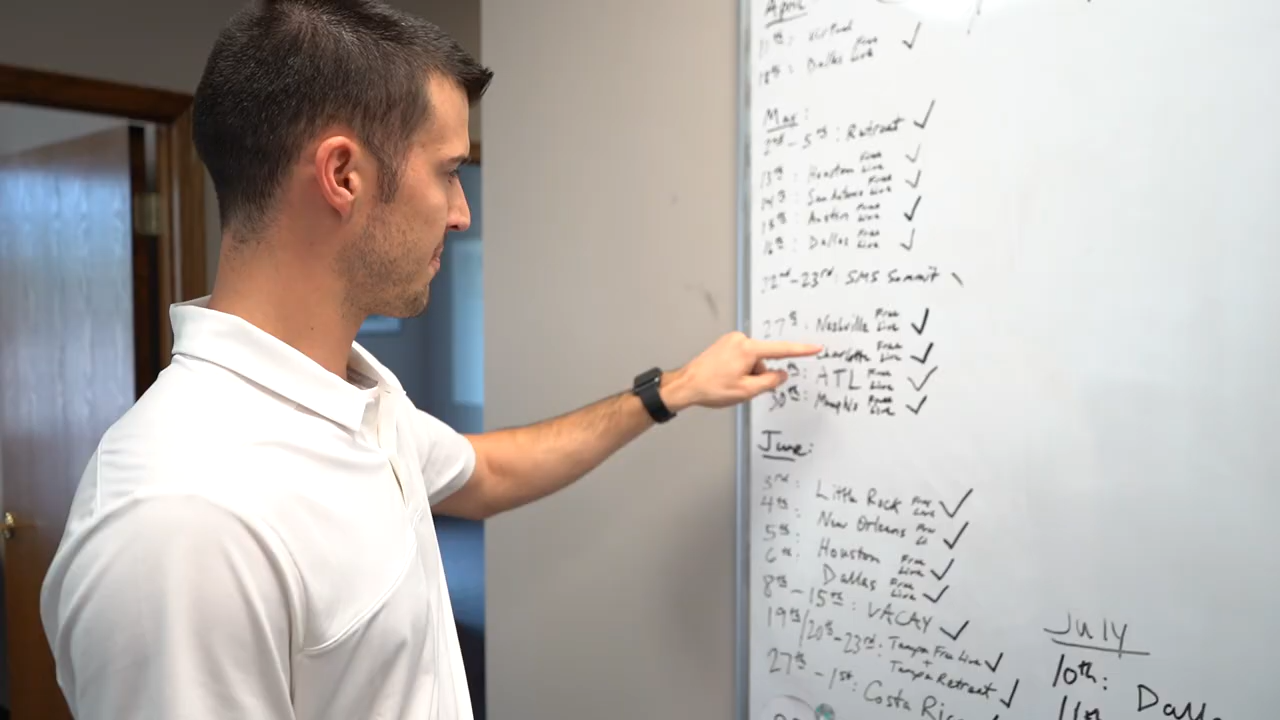 April
11th: Virtual
18th: Dallas Free Live ✓
May:
2nd - 5th: Retreat ✓
13th: Houston Free Live ✓
14th: San Antonio Free Live ✓
15th: Austin Free Live ✓
16th: Dallas Free Live ✓
22nd-23rd: SMS Summit
27th: Nashville Free Live ✓
Charlotte Free Live ✓
th: ATL Free Live ✓
30th: Memphis Free Live ✓
June:
3rd: Little Rock Free Live ✓
4th: New Orleans Free Li ✓
5th: Houston Free Live ✓
6th: Dallas Free Live ✓
8th - 15th: VACAY ✓
19th/20th-23rd: Tampa Free Live ✓
+ Tampa Retreat ✓
27th - 1st: Costa Rica
July
10th: Dalla
11th